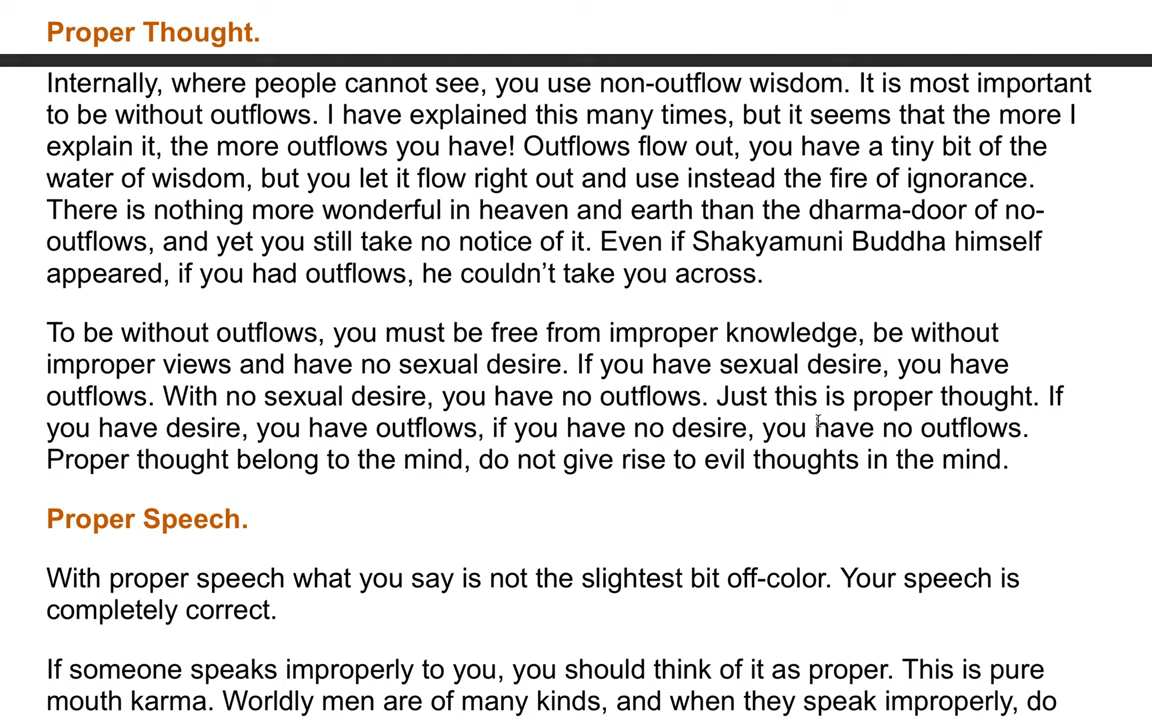 Proper Thought.
Internally, where people cannot see, you use non-outflow wisdom. It is most important
to be without outflows. I have explained this many times, but it seems that the more I
explain it, the more outflows you have! Outflows flow out, you have a tiny bit of the
water of wisdom, but you let it flow right out and use instead the fire of ignorance.
There is nothing more wonderful in heaven and earth than the dharma-door of no-
outflows, and yet you still take no notice of it. Even if Shakyamuni Buddha himself
appeared, if you had outflows, he couldn’t take you across.
To be without outflows, you must be free from improper knowledge, be without
improper views and have no sexual desire. If you have sexual desire, you have
outflows. With no sexual desire, you have no outflows. Just this is proper thought. If
you have desire, you have outflows, if you have no desire, you have no outflows.
Proper thought belong to the mind, do not give rise to evil thoughts in the mind.
Proper Speech.
With proper speech what you say is not the slightest bit off-color. Your speech is
completely correct.
If someone speaks improperly to you, you should think of it as proper. This is pure
mouth karma. Worldly men are of many kinds, and when they speak improperly, do